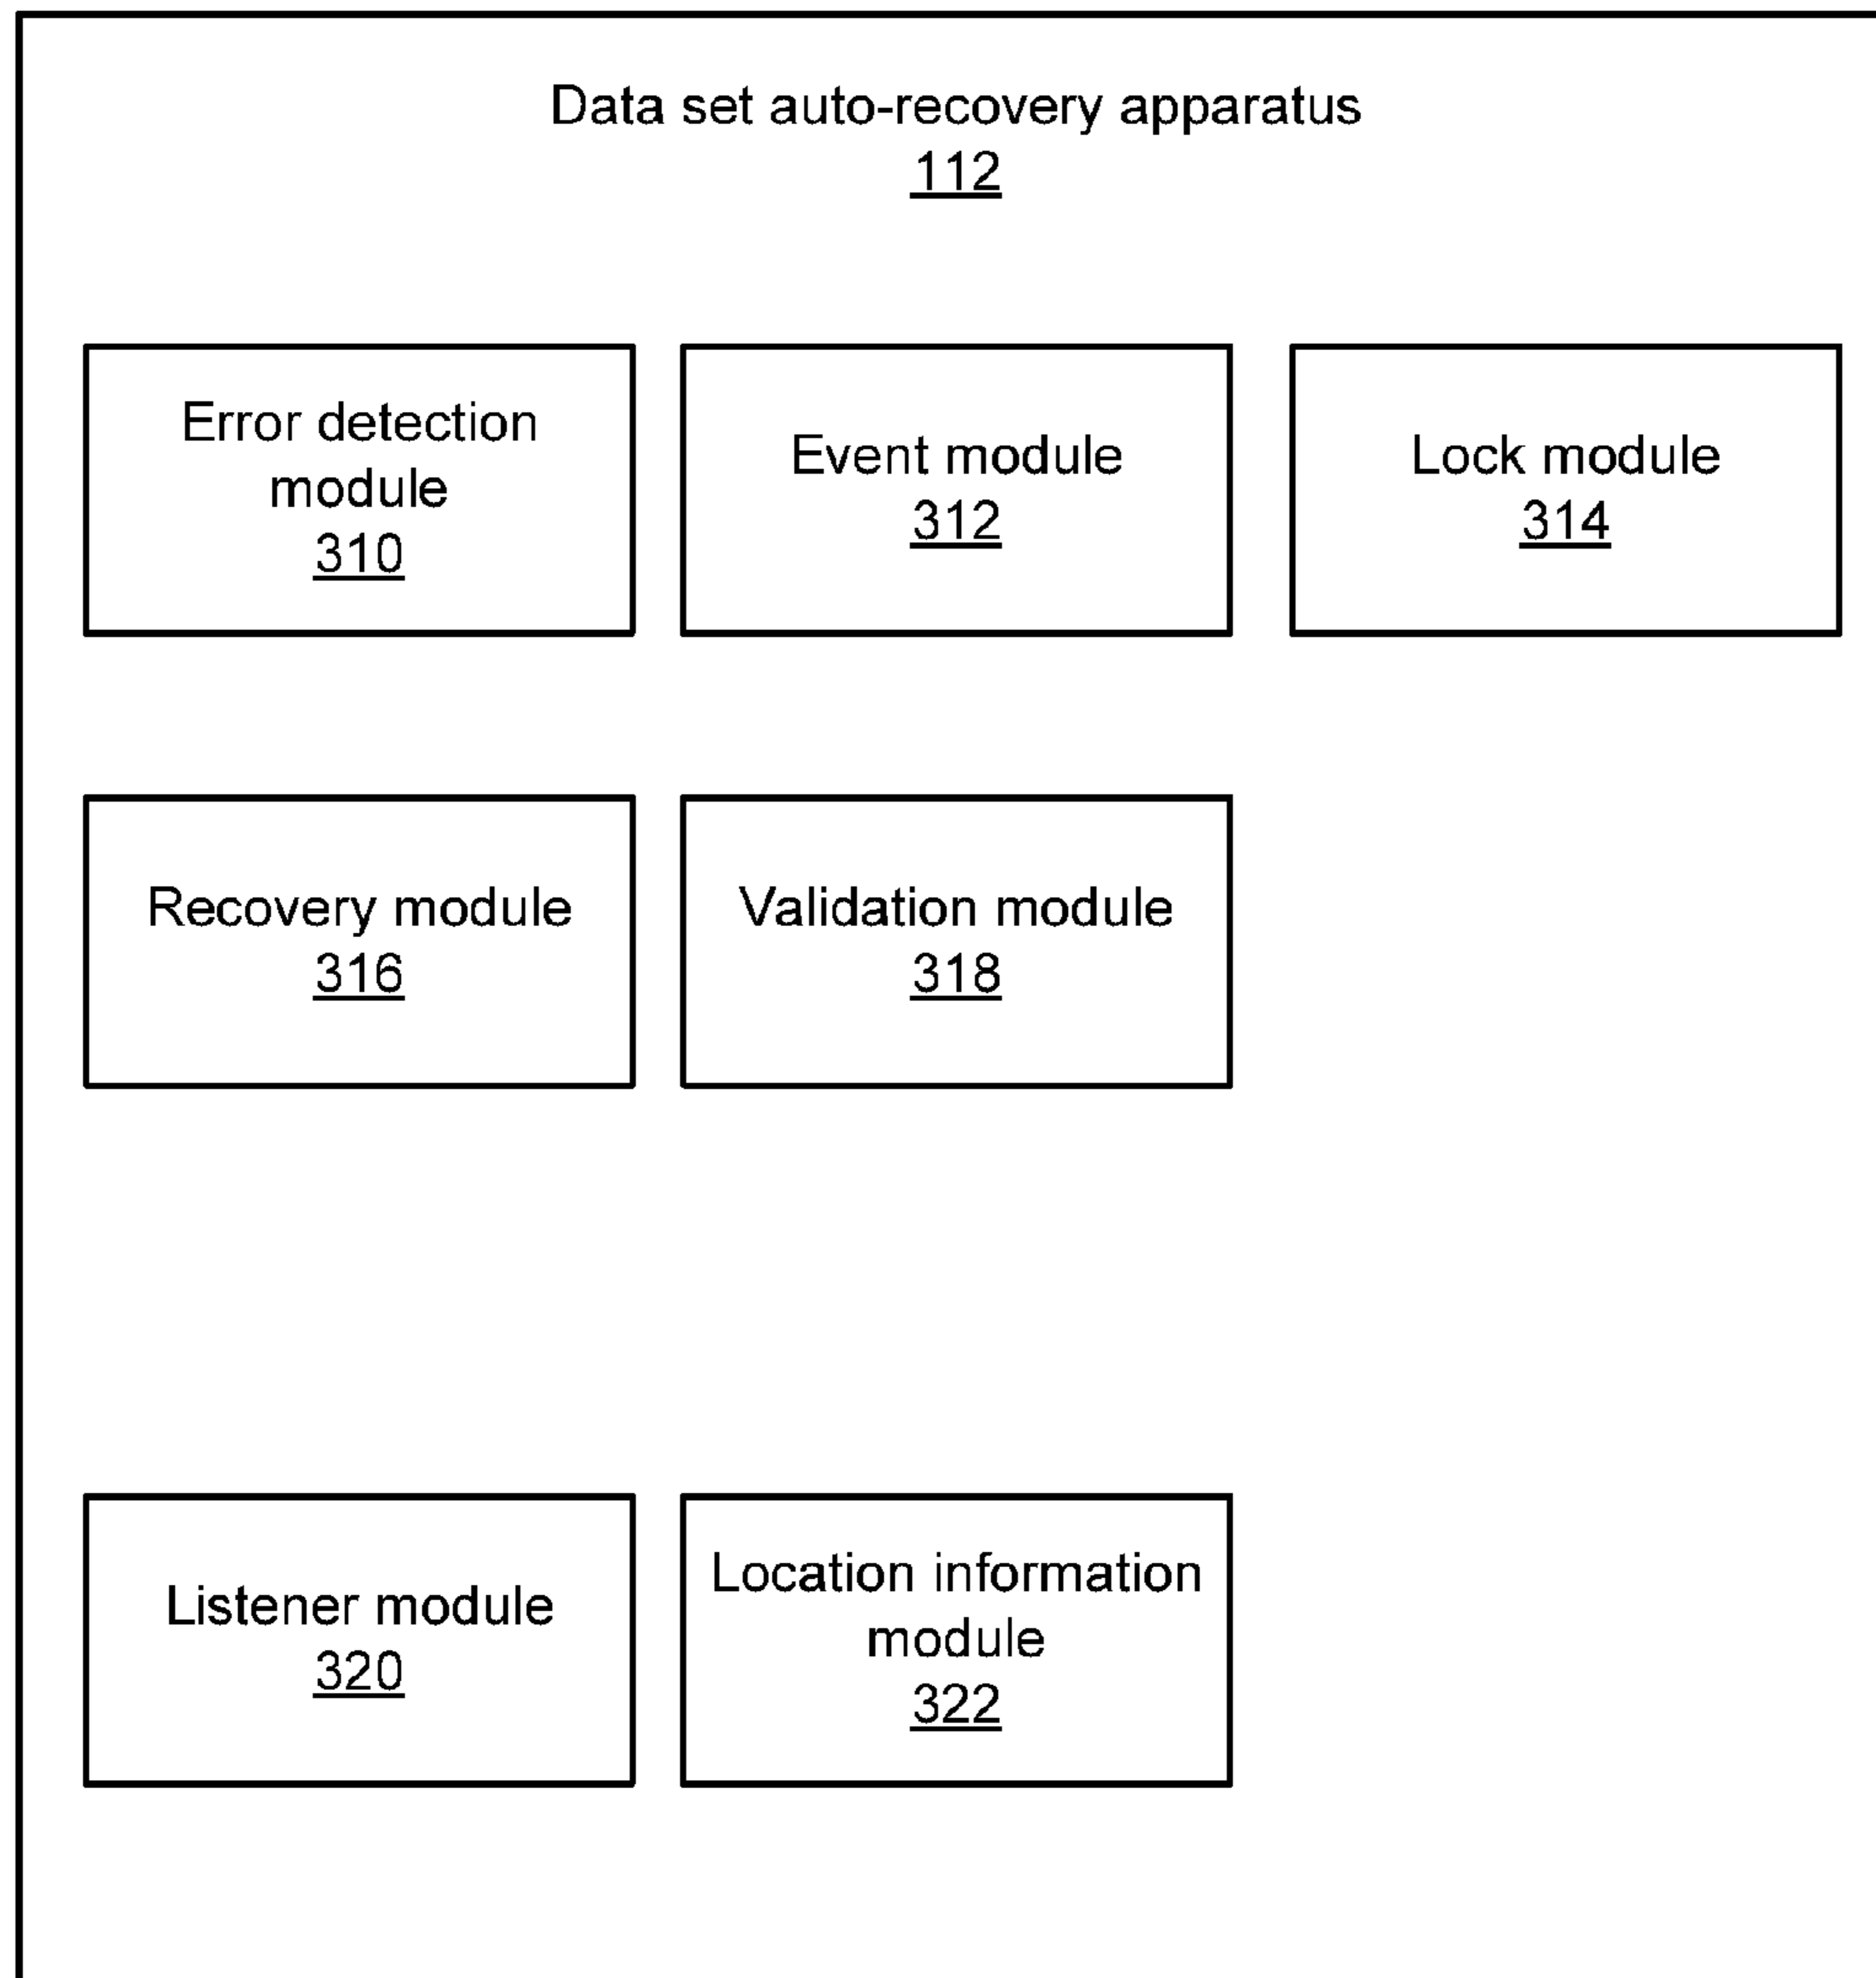 Data set auto-recovery apparatus
112
Error detection
module
310
Event module
312
Lock module
314
Recovery module
316
Validation module
318
Listener module
320
Location information
module
322